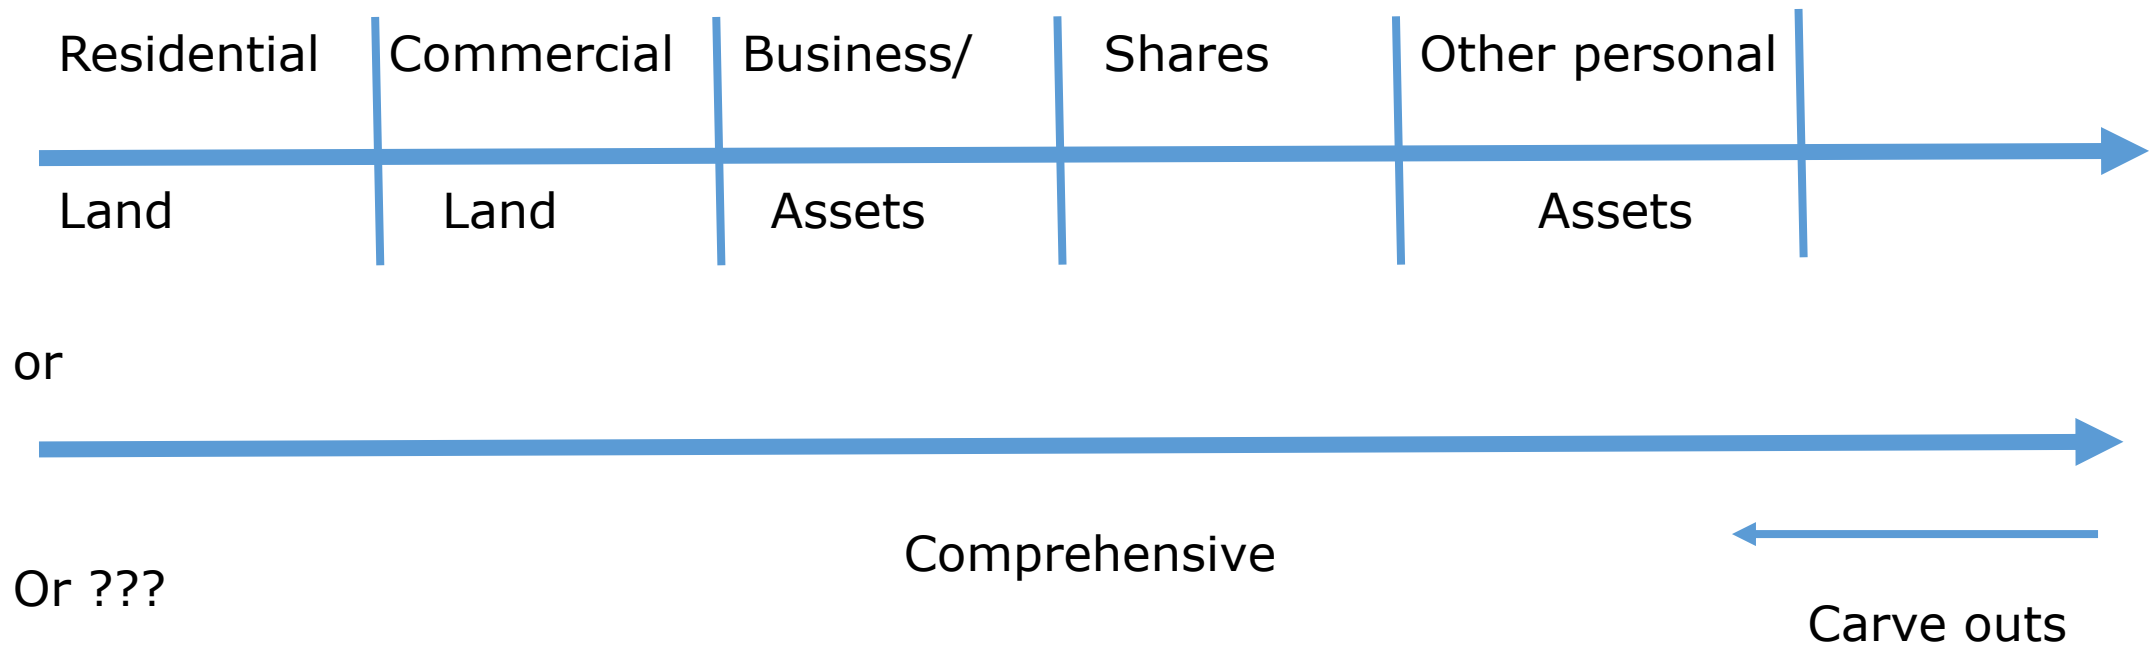 Residential Commercial Business/ Shares Other personal
Land Land Assets Assets
or
Comprehensive
Or ???
Carve outs